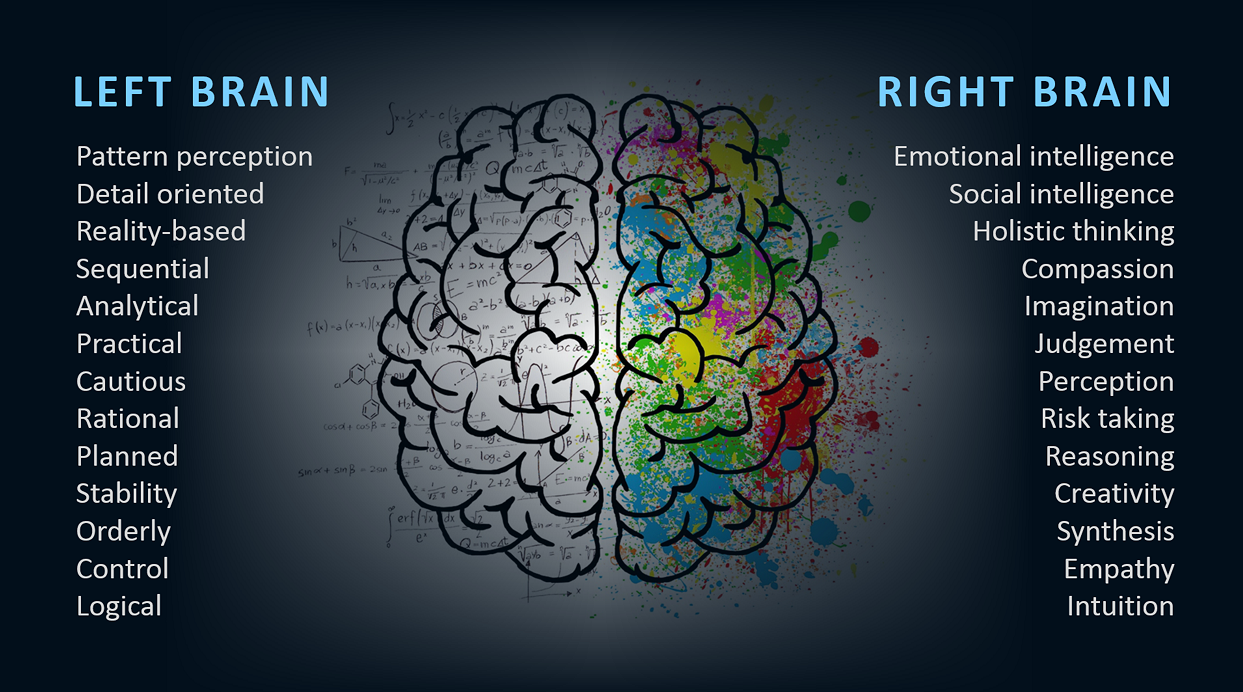 LEFT BRAIN
Pattern perception
Detail oriented
Reality-based
Sequential
Analytical
Practical
Cautious
Rational
Planned
Stability
Orderly
Control
Logical
RIGHT BRAIN
Emotional intelligence
Social intelligence
Holistic thinking
Compassion
Imagination
Judgement
Perception
Risk taking
Reasoning
Creativity
Synthesis
Empathy
Intuition